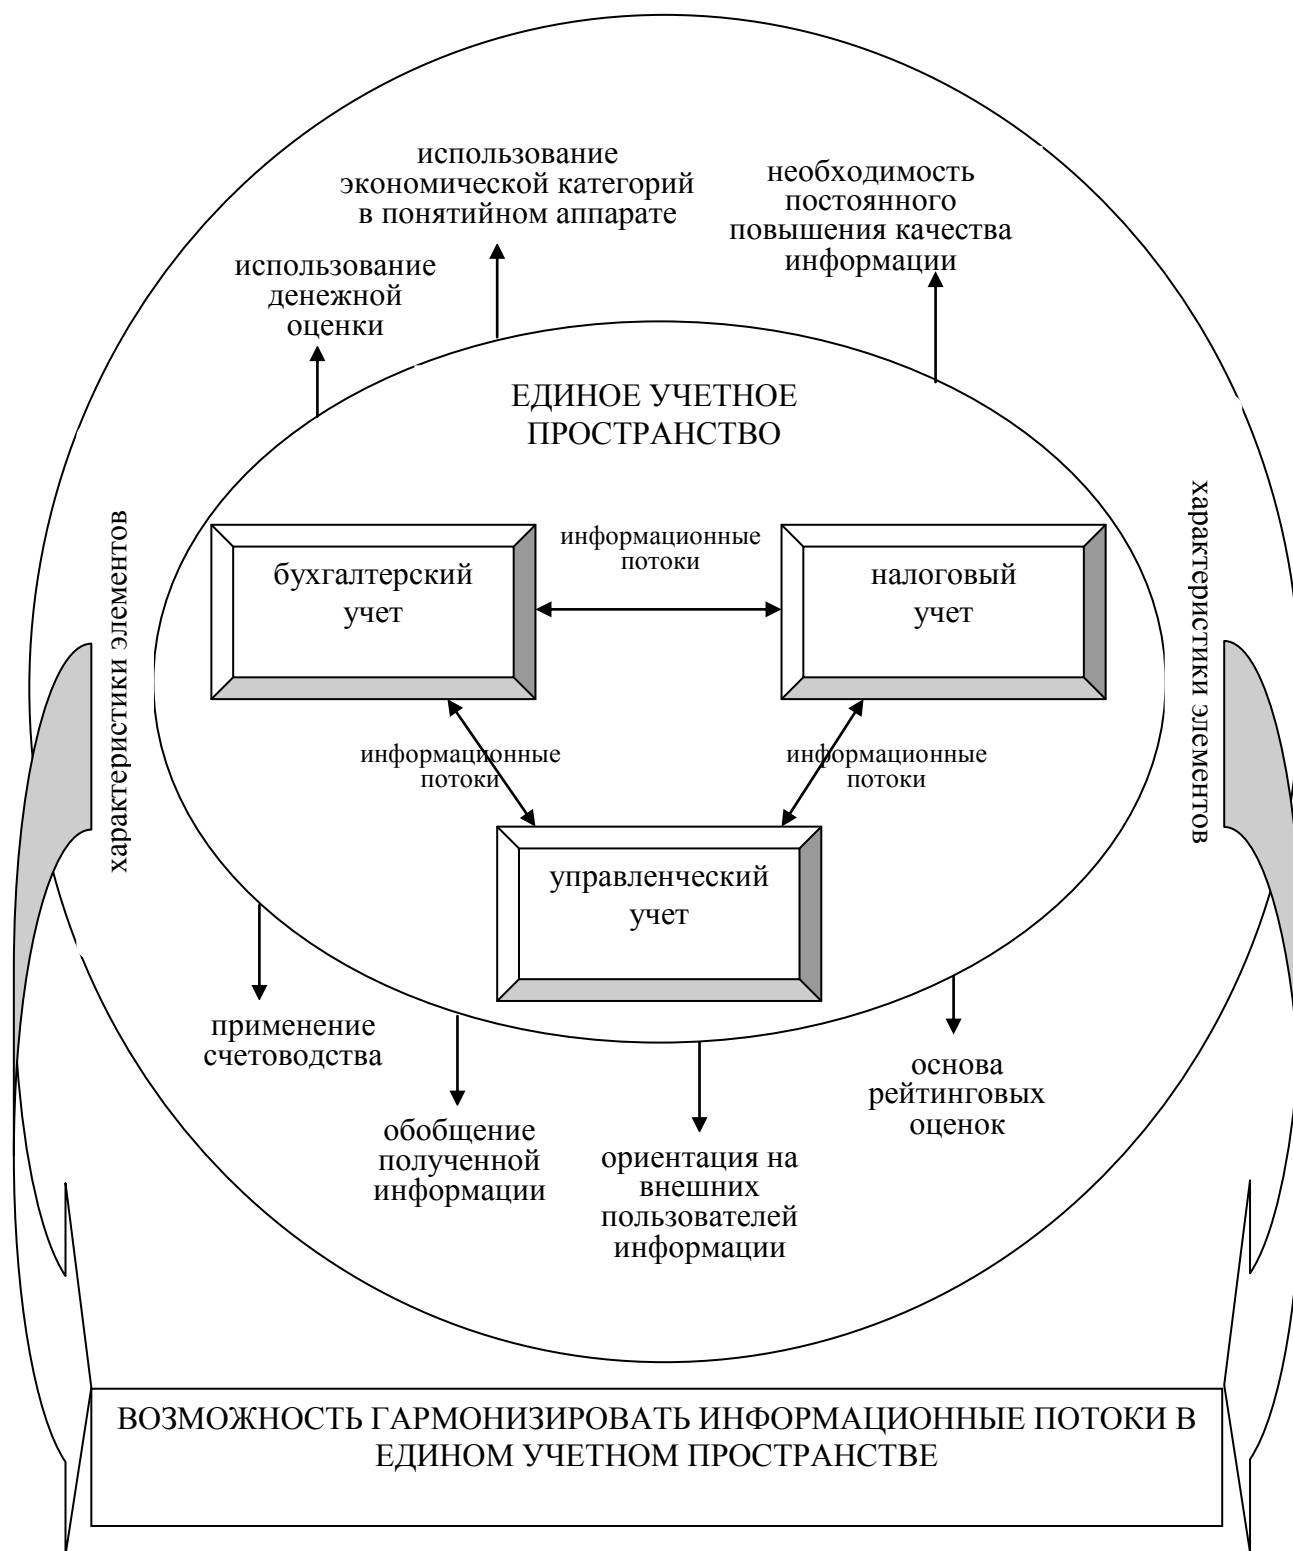 использование
экономической категорий
в понятийном аппарате
необходимость
постоянного
повышения качества
информации
использование
денежной
оценки
ЕДИНОЕ УЧЕТНОЕ
ПРОСТРАНСТВО
характеристики элементов
характеристики элементов
бухгалтерский
учет
информационные
потоки
налоговый
учет
информационные
потоки
информационные
потоки
управленческий
учет
применение
счетоводства
обобщение
полученной
информации
ориентация на
внешних
пользователей
информации
основа
рейтинговых
оценок
ВОЗМОЖНОСТЬ ГАРМОНИЗИРОВАТЬ ИНФОРМАЦИОННЫЕ ПОТОКИ В
ЕДИНОМ УЧЕТНОМ ПРОСТРАНСТВЕ